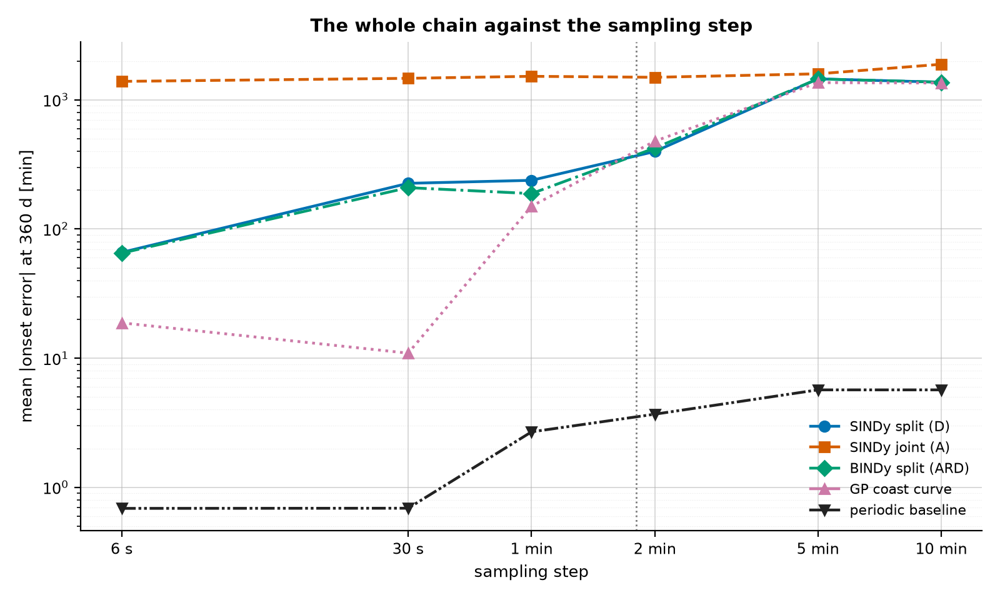 The whole chain against the sampling step
mean |onset error| at 360 d [min]
10³
10²
10¹
10⁰
6 s
30 s
1 min
2 min
5 min
10 min
sampling step
SINDy split (D)
SINDy joint (A)
BINDy split (ARD)
GP coast curve
periodic baseline